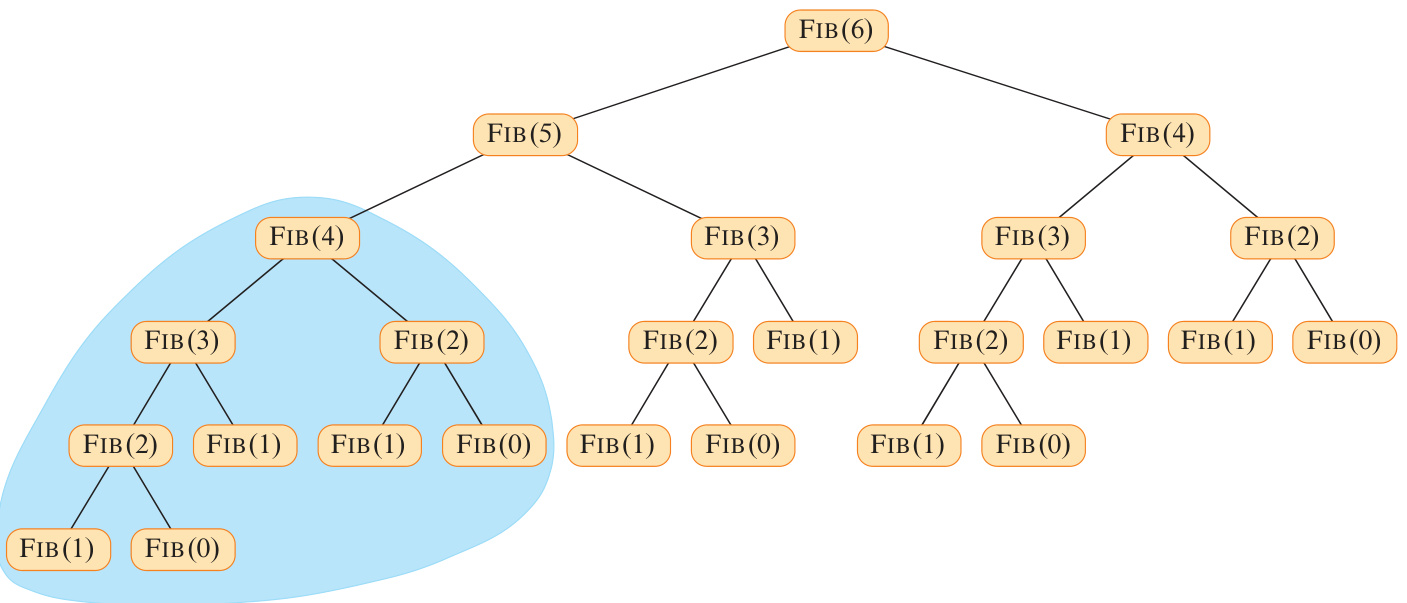 FIB(6)
FIB(5) FIB(4)
FIB(4) FIB(3) FIB(3) FIB(2)
FIB(3) FIB(2) FIB(2) FIB(1) FIB(2) FIB(1) FIB(1) FIB(0)
FIB(2) FIB(1) FIB(1) FIB(0) FIB(1) FIB(0) FIB(1) FIB(0)
FIB(1) FIB(0)